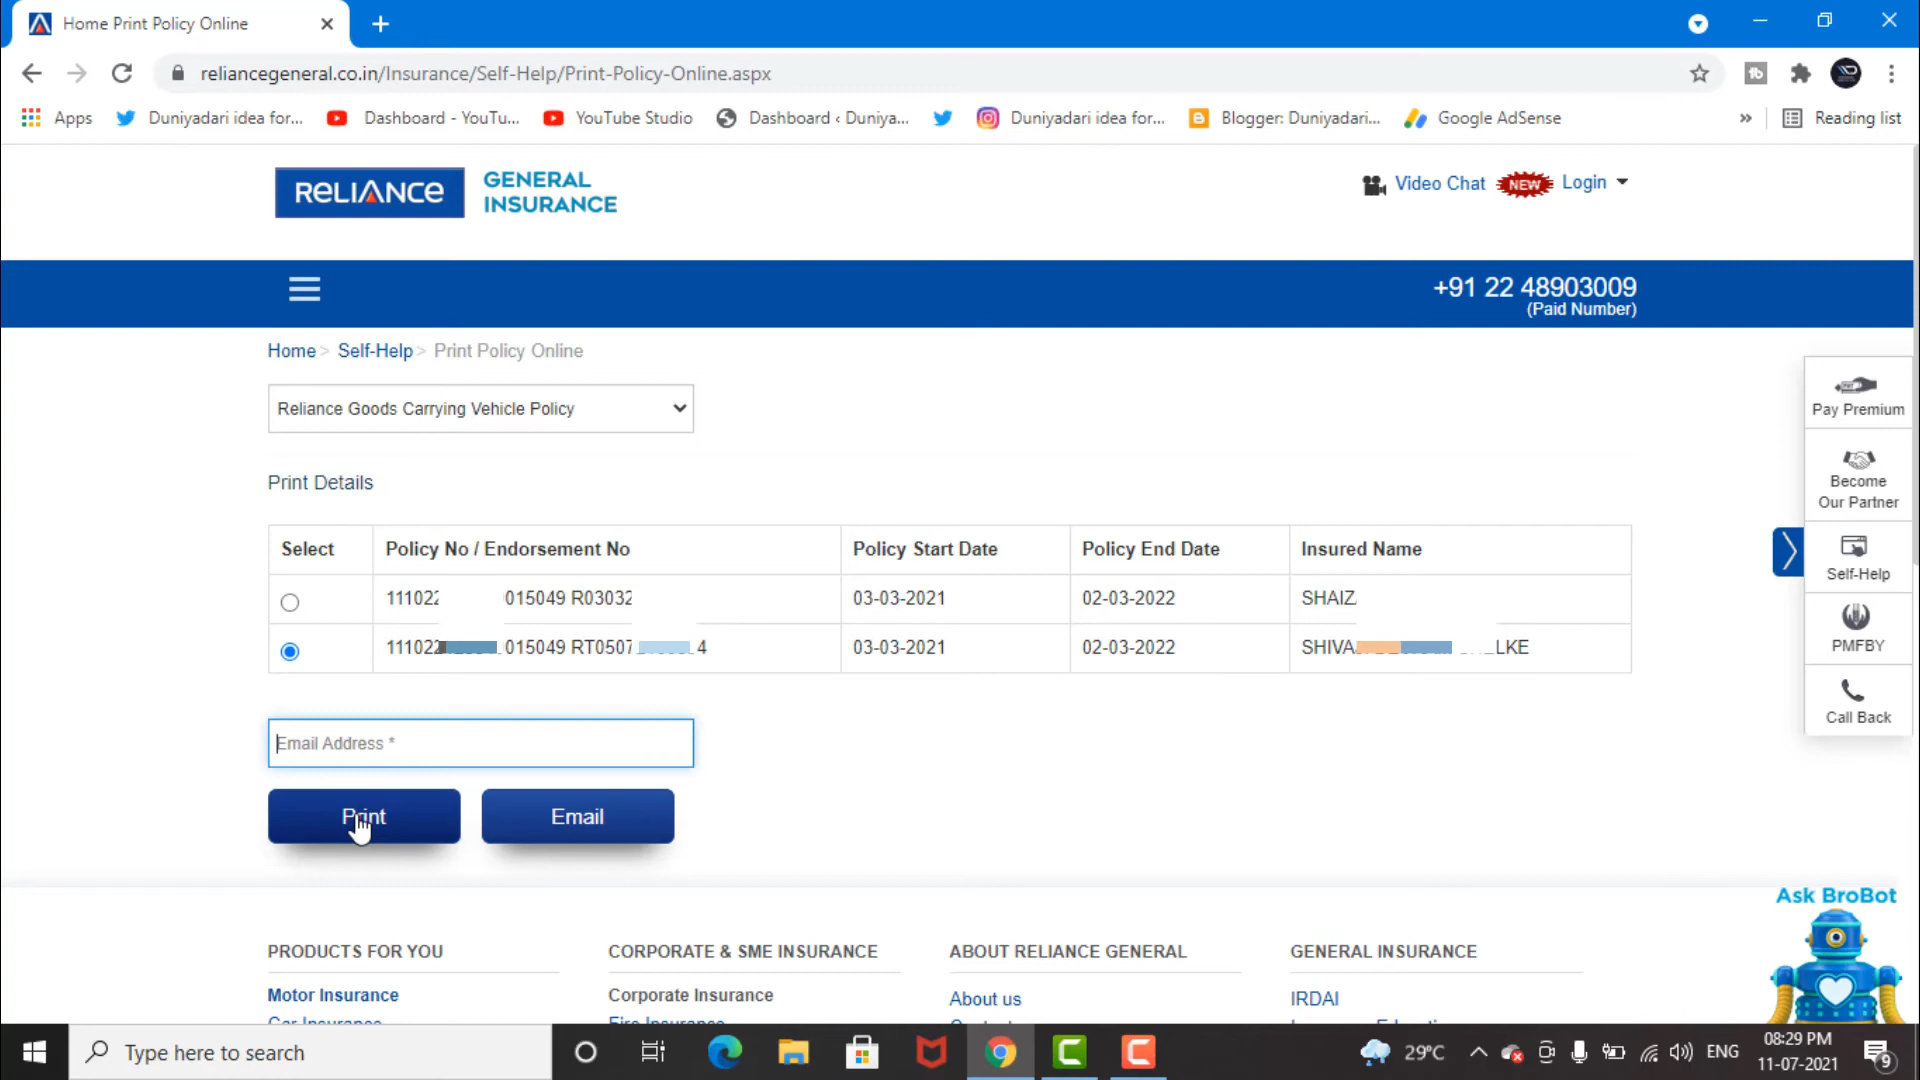 Home Print Policy Online
reliancegeneral.co.in/Insurance/Self-Help/Print-Policy-Online.aspx
Apps
Duniyadari idea for...
Dashboard - YouTu...
YouTube Studio
Dashboard ‹ Duniya...
Duniyadari idea for...
Blogger: Duniyadari...
Google AdSense
»
Reading list
RELIANCE
GENERAL
INSURANCE
Video Chat
NEW
Login
+91 22 48903009
(Paid Number)
Home > Self-Help > Print Policy Online
Reliance Goods Carrying Vehicle Policy
Print Details
Select Policy No / Endorsement No Policy Start Date Policy End Date Insured Name
015049 03-03-2021 02-03-2022
015049 03-03-2021 02-03-2022
Email Address *
Print
Email
Pay Premium
Become
Our Partner
Self-Help
PMFBY
Call Back
Ask BroBot
PRODUCTS FOR YOU
CORPORATE & SME INSURANCE
ABOUT RELIANCE GENERAL
GENERAL INSURANCE
Motor Insurance
Corporate Insurance
About us
IRDAI
Type here to search
29°C
ENG
08:29 PM
11-07-2021
9